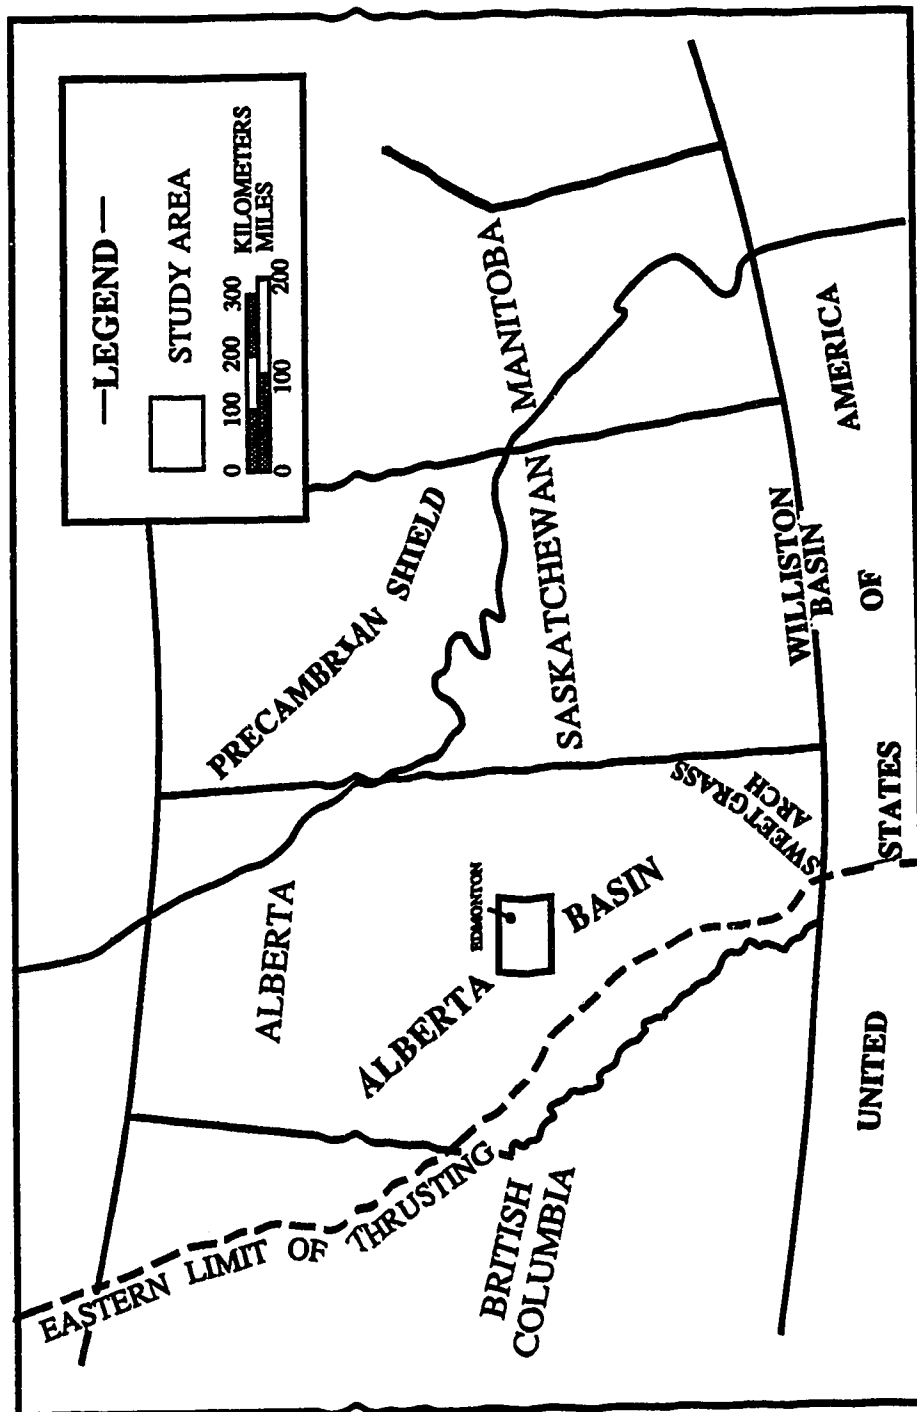 —LEGEND—
STUDY AREA
0 100 200 300 KILOMETERS
MILES
0 100 200
PRECAMBRIAN SHIELD
ALBERTA
MANITOBA
SASKATCHEWAN
EDMONTON
ALBERTA BASIN
EASTERN LIMIT OF THRUSTING
BRITISH
COLUMBIA
SWEETGRASS
ARCH
WILLISTON
BASIN
UNITED STATES OF AMERICA